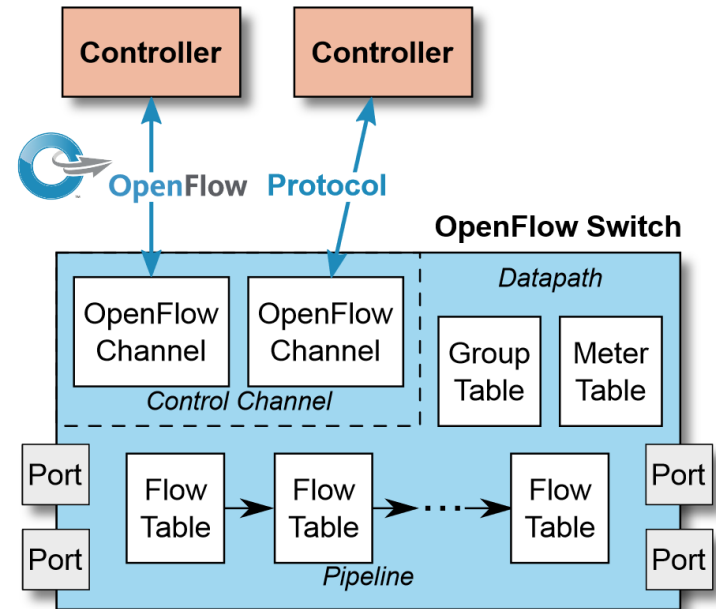 Controller
Controller
OpenFlow
Protocol
OpenFlow Switch
Datapath
OpenFlow
Channel
OpenFlow
Channel
Control Channel
Group
Table
Meter
Table
Port
Port
Flow
Table
Flow
Table
...
Flow
Table
Port
Port
Pipeline